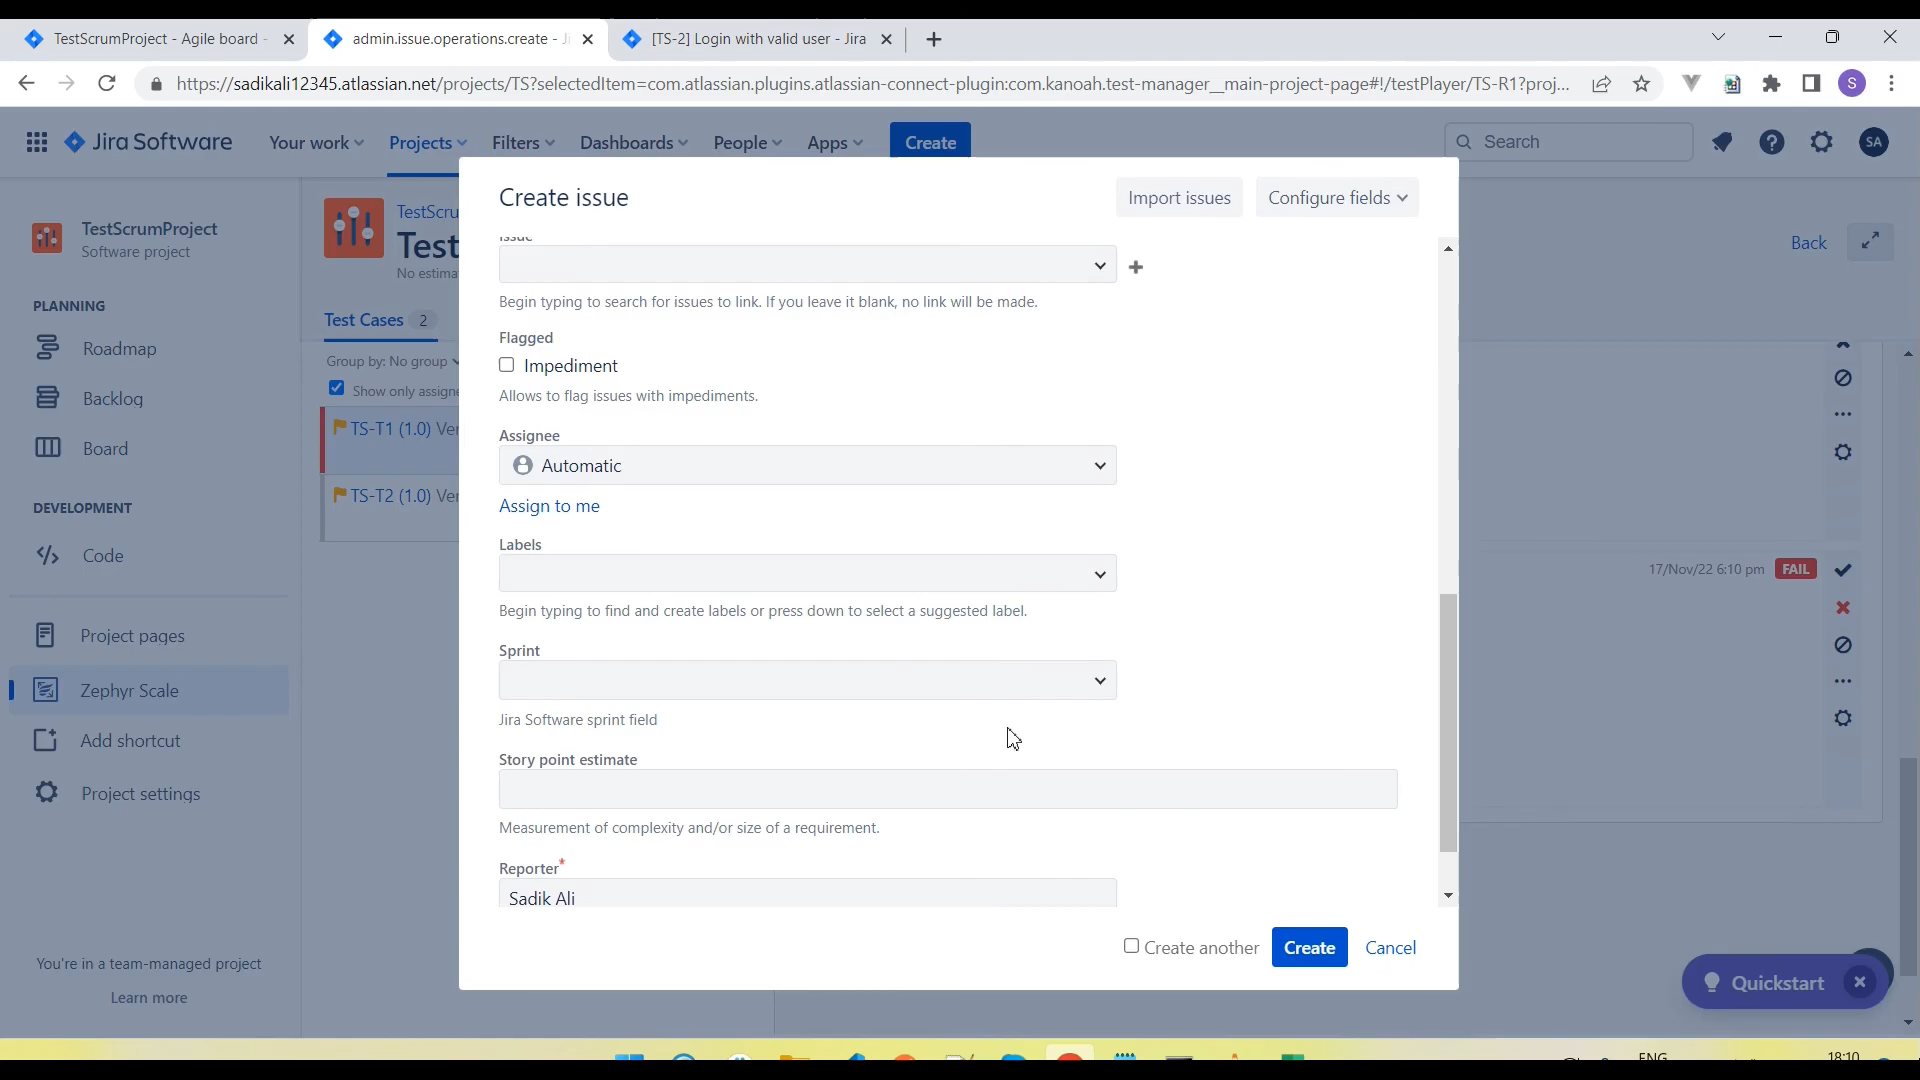 TestScrumProject - Agile board -
admin.issue.operations.create - Ji
[TS-2] Login with valid user - Jira
https://sadikali12345.atlassian.net/projects/TS?selectedItem=com.atlassian.plugins.atlassian-connect-plugin:com.kanoah.test-manager__main-project-page#!/testPlayer/TS-R1?proj...
S
Jira Software
Your work
Projects
Filters
Dashboards
People
Apps
Create
Search
SA
TestScrumProject
Software project
PLANNING
Roadmap
Backlog
Board
DEVELOPMENT
Code
Project pages
Zephyr Scale
Add shortcut
Project settings
You're in a team-managed project
Learn more
TestScru
Test
No estima
Back
Test Cases 2
Group by: No group
Show only assigne
TS-T1 (1.0) Ver
TS-T2 (1.0) Ver
Create issue
Import issues
Configure fields
Issue
Begin typing to search for issues to link. If you leave it blank, no link will be made.
Flagged
Impediment
Allows to flag issues with impediments.
Assignee
Automatic
Assign to me
Labels
Begin typing to find and create labels or press down to select a suggested label.
Sprint
Jira Software sprint field
Story point estimate
Measurement of complexity and/or size of a requirement.
Reporter*
Sadik Ali
Create another
Create
Cancel
17/Nov/22 6:10 pm FAIL
Quickstart
ENG
18:10